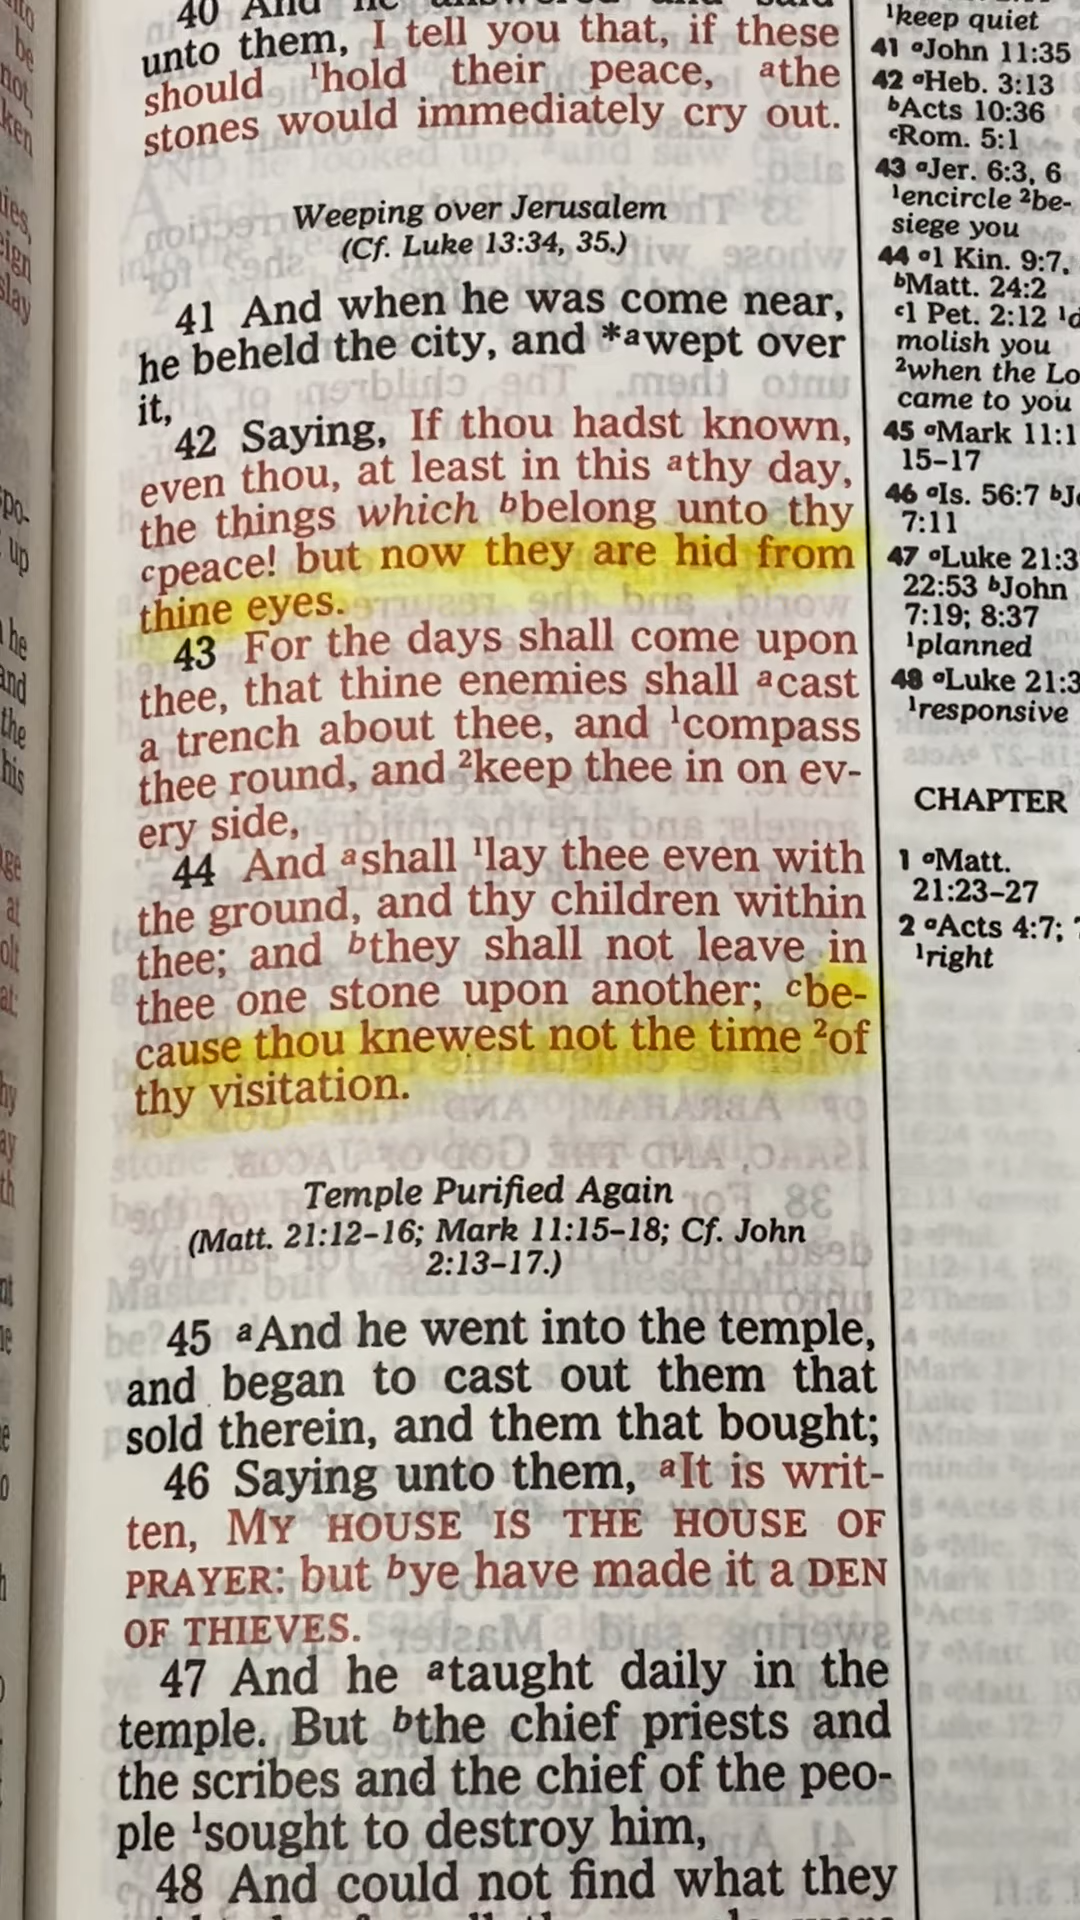 40 And he answered and said
unto them, I tell you that, if these
should ¹hold their peace, ᵃthe
stones would immediately cry out.
Weeping over Jerusalem
(Cf. Luke 13:34, 35.)
41 And when he was come near,
he beheld the city, and *ᵃwept over
it,
42 Saying, If thou hadst known,
even thou, at least in this ᵃthy day,
the things which ᵇbelong unto thy
ᶜpeace! but now they are hid from
thine eyes.
43 For the days shall come upon
thee, that thine enemies shall ᵃcast
a trench about thee, and ¹compass
thee round, and ²keep thee in on ev-
ery side,
44 And ᵃshall ¹lay thee even with
the ground, and thy children within
thee; and ᵇthey shall not leave in
thee one stone upon another; ᶜbe-
cause thou knewest not the time ²of
thy visitation.
Temple Purified Again
(Matt. 21:12–16; Mark 11:15–18; Cf. John
2:13–17.)
45 ᵃAnd he went into the temple,
and began to cast out them that
sold therein, and them that bought;
46 Saying unto them, ᵃIt is writ-
ten, MY HOUSE IS THE HOUSE OF
PRAYER: but ᵇye have made it a DEN
OF THIEVES.
47 And he ᵃtaught daily in the
temple. But ᵇthe chief priests and
the scribes and the chief of the peo-
ple ¹sought to destroy him,
48 And could not find what they
¹keep quiet
41 ᵃJohn 11:35
42 ᵃHeb. 3:13
ᵇActs 10:36
ᶜRom. 5:1
43 ᵃJer. 6:3, 6
¹encircle ²be-
siege you
44 ᵃ1 Kin. 9:7,
ᵇMatt. 24:2
ᶜ1 Pet. 2:12 ¹d
molish you
²when the Lo
came to you
45 ᵃMark 11:1
15–17
46 ᵃIs. 56:7 ᵇJe
7:11
47 ᵃLuke 21:3
22:53 ᵇJohn
7:19; 8:37
¹planned
48 ᵃLuke 21:3
¹responsive
CHAPTER
1 ᵃMatt.
21:23–27
2 ᵃActs 4:7;
¹right